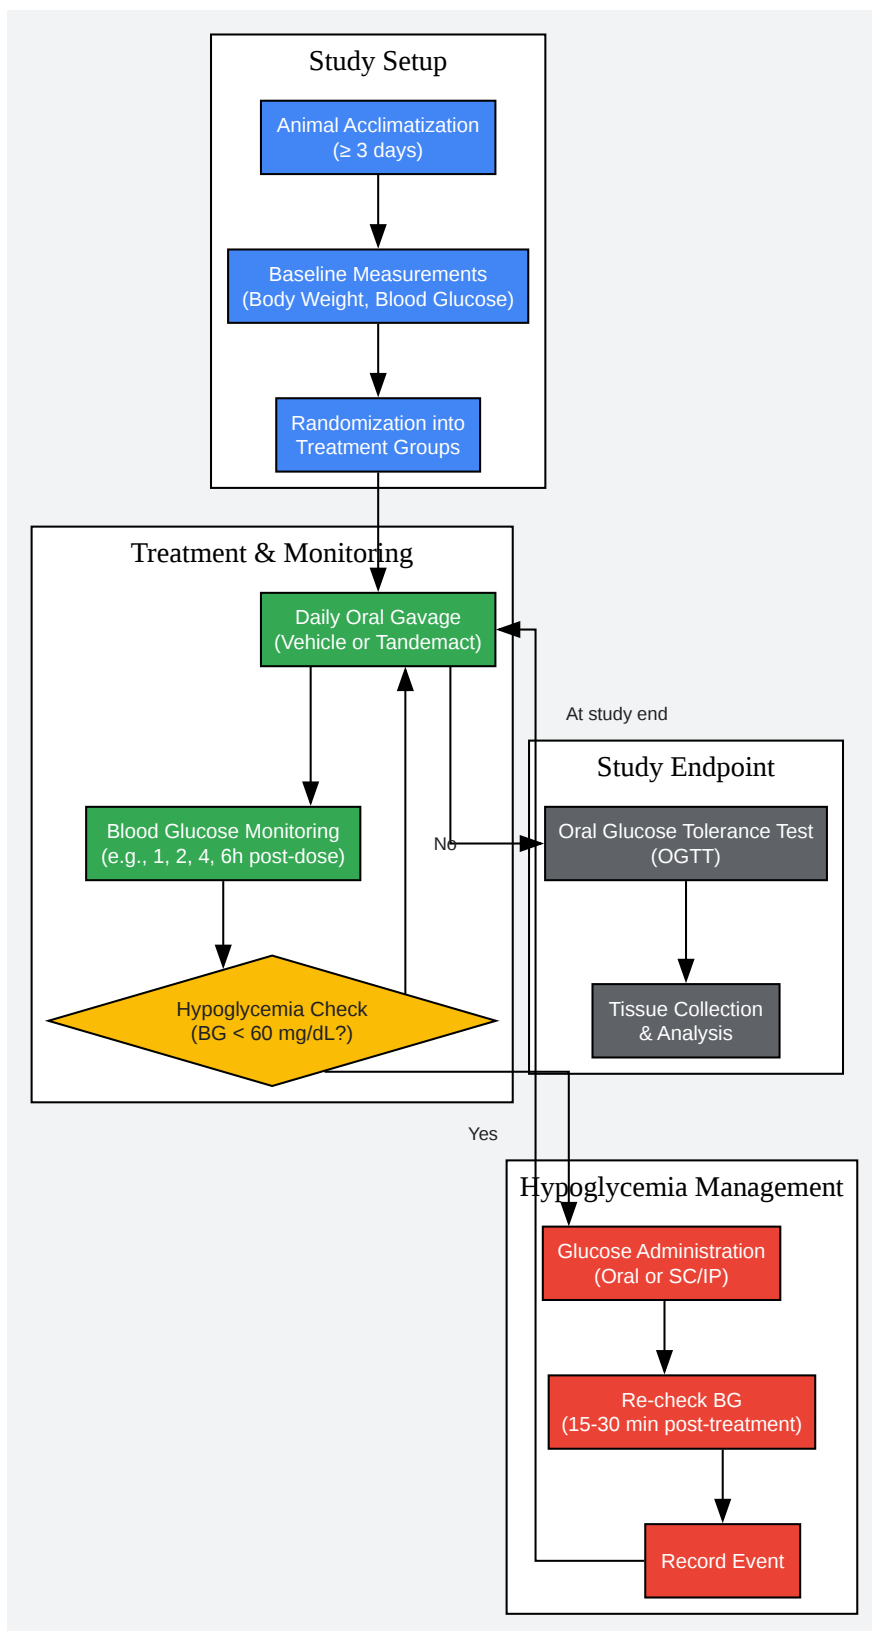 Study Setup
Animal Acclimatization
(≥ 3 days)
Baseline Measurements
(Body Weight, Blood Glucose)
Randomization into
Treatment Groups
Treatment & Monitoring
Daily Oral Gavage
(Vehicle or Tandemact)
At study end
Study Endpoint
Blood Glucose Monitoring
(e.g., 1, 2, 4, 6h post-dose)
No
Oral Glucose Tolerance Test
(OGTT)
Hypoglycemia Check
(BG < 60 mg/dL?)
Tissue Collection
& Analysis
Yes
Hypoglycemia Management
Glucose Administration
(Oral or SC/IP)
Re-check BG
(15-30 min post-treatment)
Record Event